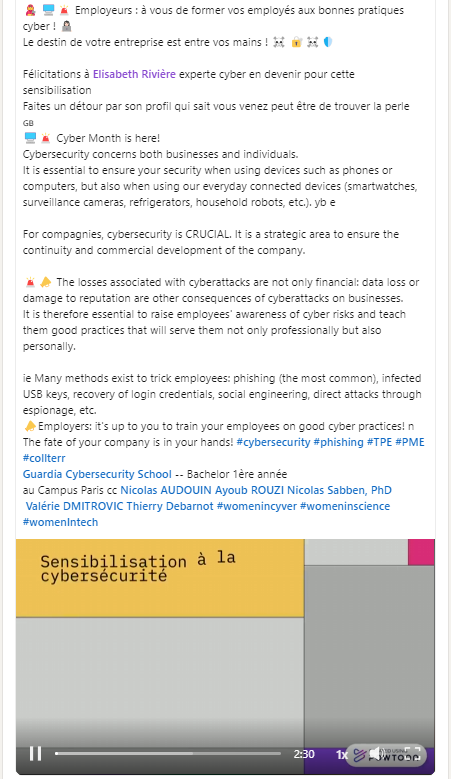 Employeurs : à vous de former vos employés aux bonnes pratiques
cyber !
Le destin de votre entreprise est entre vos mains !
Félicitations à Elisabeth Rivière experte cyber en devenir pour cette
sensibilisation
Faites un détour par son profil qui sait vous venez peut être de trouver la perle
GB
Cyber Month is here!
Cybersecurity concerns both businesses and individuals.
It is essential to ensure your security when using devices such as phones or
computers, but also when using our everyday connected devices (smartwatches,
surveillance cameras, refrigerators, household robots, etc.). yb e
For compagnies, cybersecurity is CRUCIAL. It is a strategic area to ensure the
continuity and commercial development of the company.
The losses associated with cyberattacks are not only financial: data loss or
damage to reputation are other consequences of cyberattacks on businesses.
It is therefore essential to raise employees' awareness of cyber risks and teach
them good practices that will serve them not only professionally but also
personally.
ie Many methods exist to trick employees: phishing (the most common), infected
USB keys, recovery of login credentials, social engineering, direct attacks through
espionage, etc.
Employers: it's up to you to train your employees on good cyber practices! n
The fate of your company is in your hands! #cybersecurity #phishing #TPE #PME
#collterr
Guardia Cybersecurity School -- Bachelor 1ère année
au Campus Paris cc Nicolas AUDOUIN Ayoub ROUZI Nicolas Sabben, PhD
Valérie DMITROVIC Thierry Debarnot #womenincyver #womeninscience
#womenIntech
Sensibilisation à la
cybersécurité
2:30 1x
POWTOON